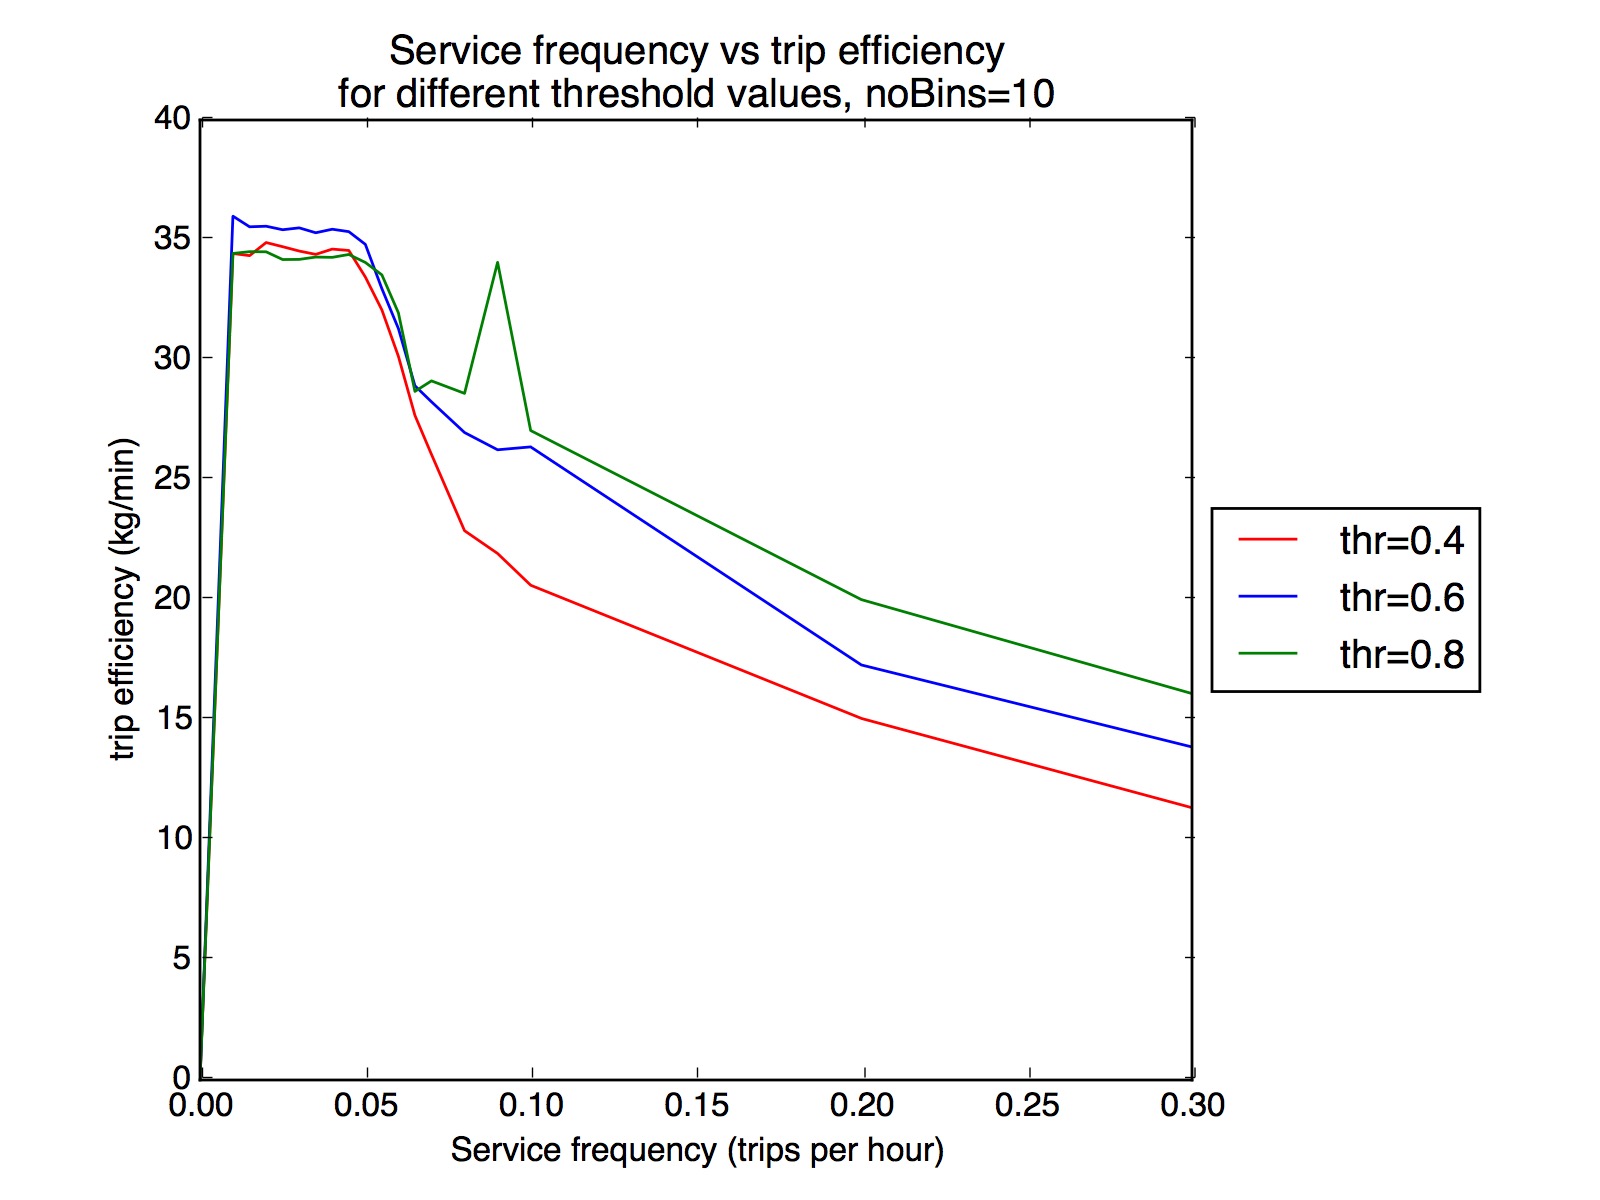 Service frequency vs trip efficiency
for different threshold values, noBins=10
40
35
30
25
20
15
10
5
0
trip efficiency (kg/min)
0.00 0.05 0.10 0.15 0.20 0.25 0.30
Service frequency (trips per hour)
thr=0.4
thr=0.6
thr=0.8